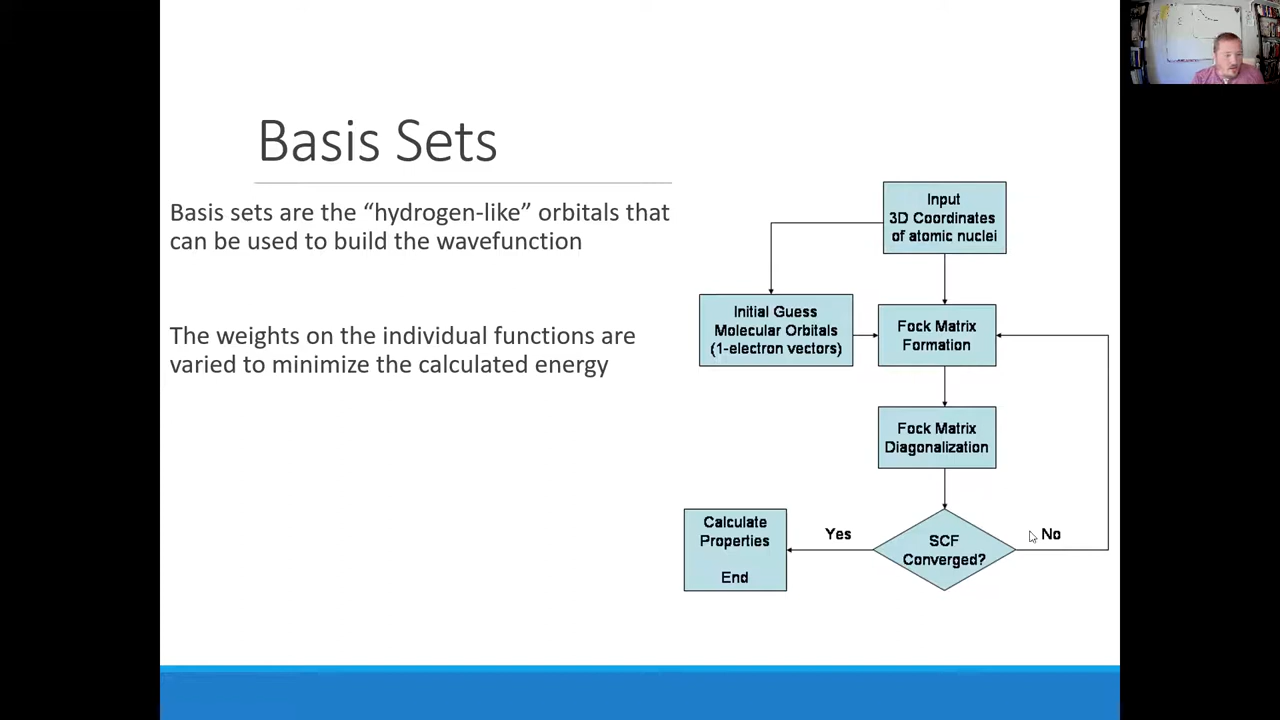 Basis Sets
Basis sets are the “hydrogen-like” orbitals that
can be used to build the wavefunction
The weights on the individual functions are
varied to minimize the calculated energy
Input
3D Coordinates
of atomic nuclei
Initial Guess
Molecular Orbitals
(1-electron vectors)
Fock Matrix
Formation
Fock Matrix
Diagonalization
SCF
Converged?
Yes
No
Calculate
Properties
End